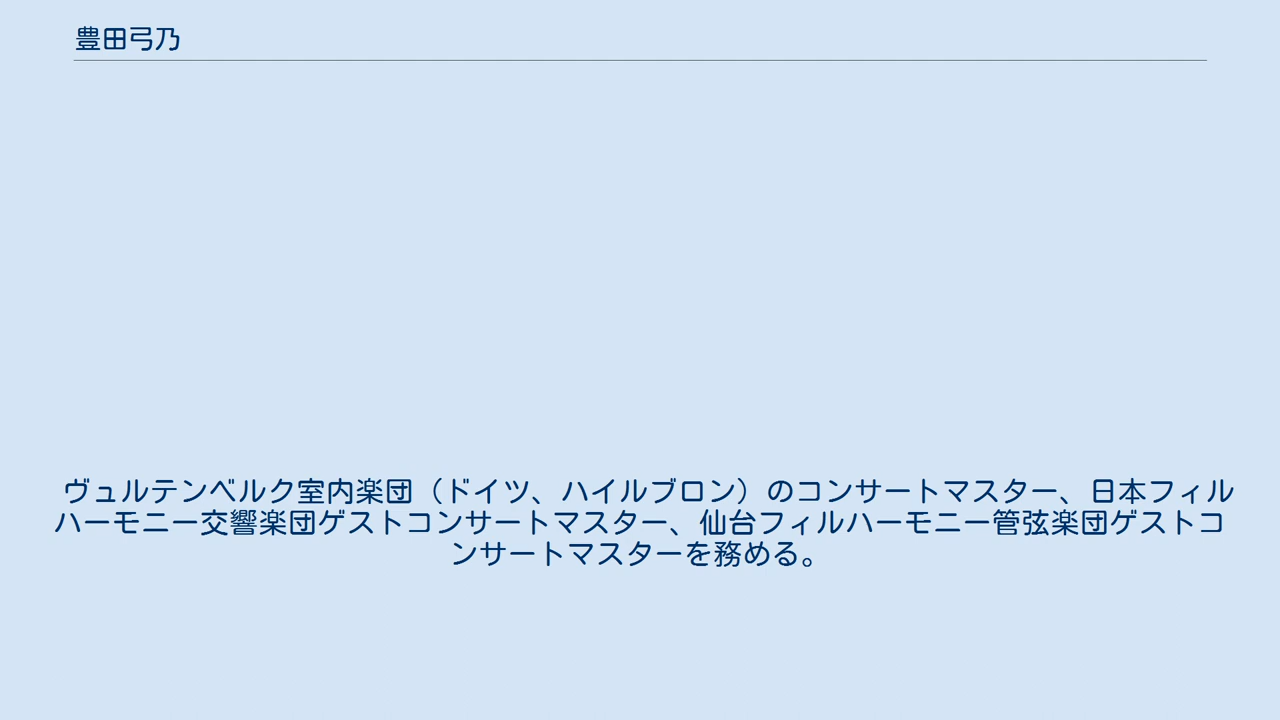 豊田弓乃
ヴュルテンベルク室内楽団（ドイツ、ハイルブロン）のコンサートマスター、日本フィル
ハーモニー交響楽団ゲストコンサートマスター、仙台フィルハーモニー管弦楽団ゲストコ
ンサートマスターを務める。